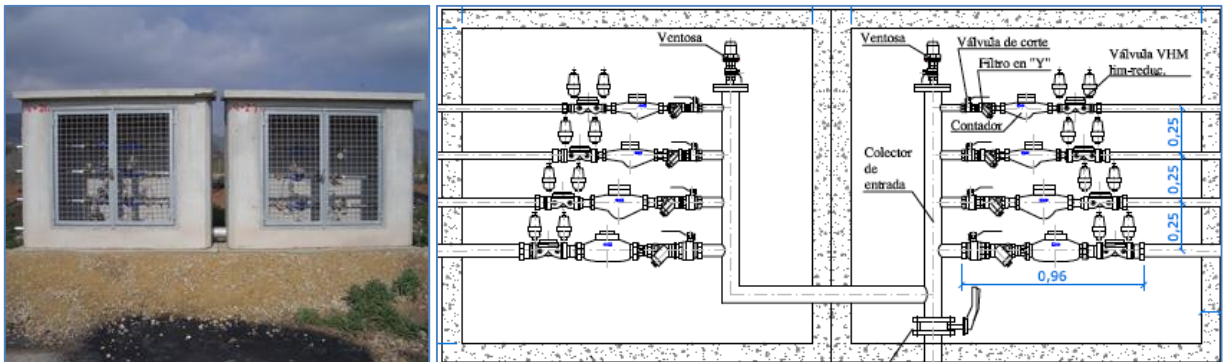 Ventosa
Ventosa
Válvula de corte
Filtro en "Y"
Válvula VHM
lim-reduc.
Contador
Colector
de
entrada
0,25
0,25
0,25
0,96